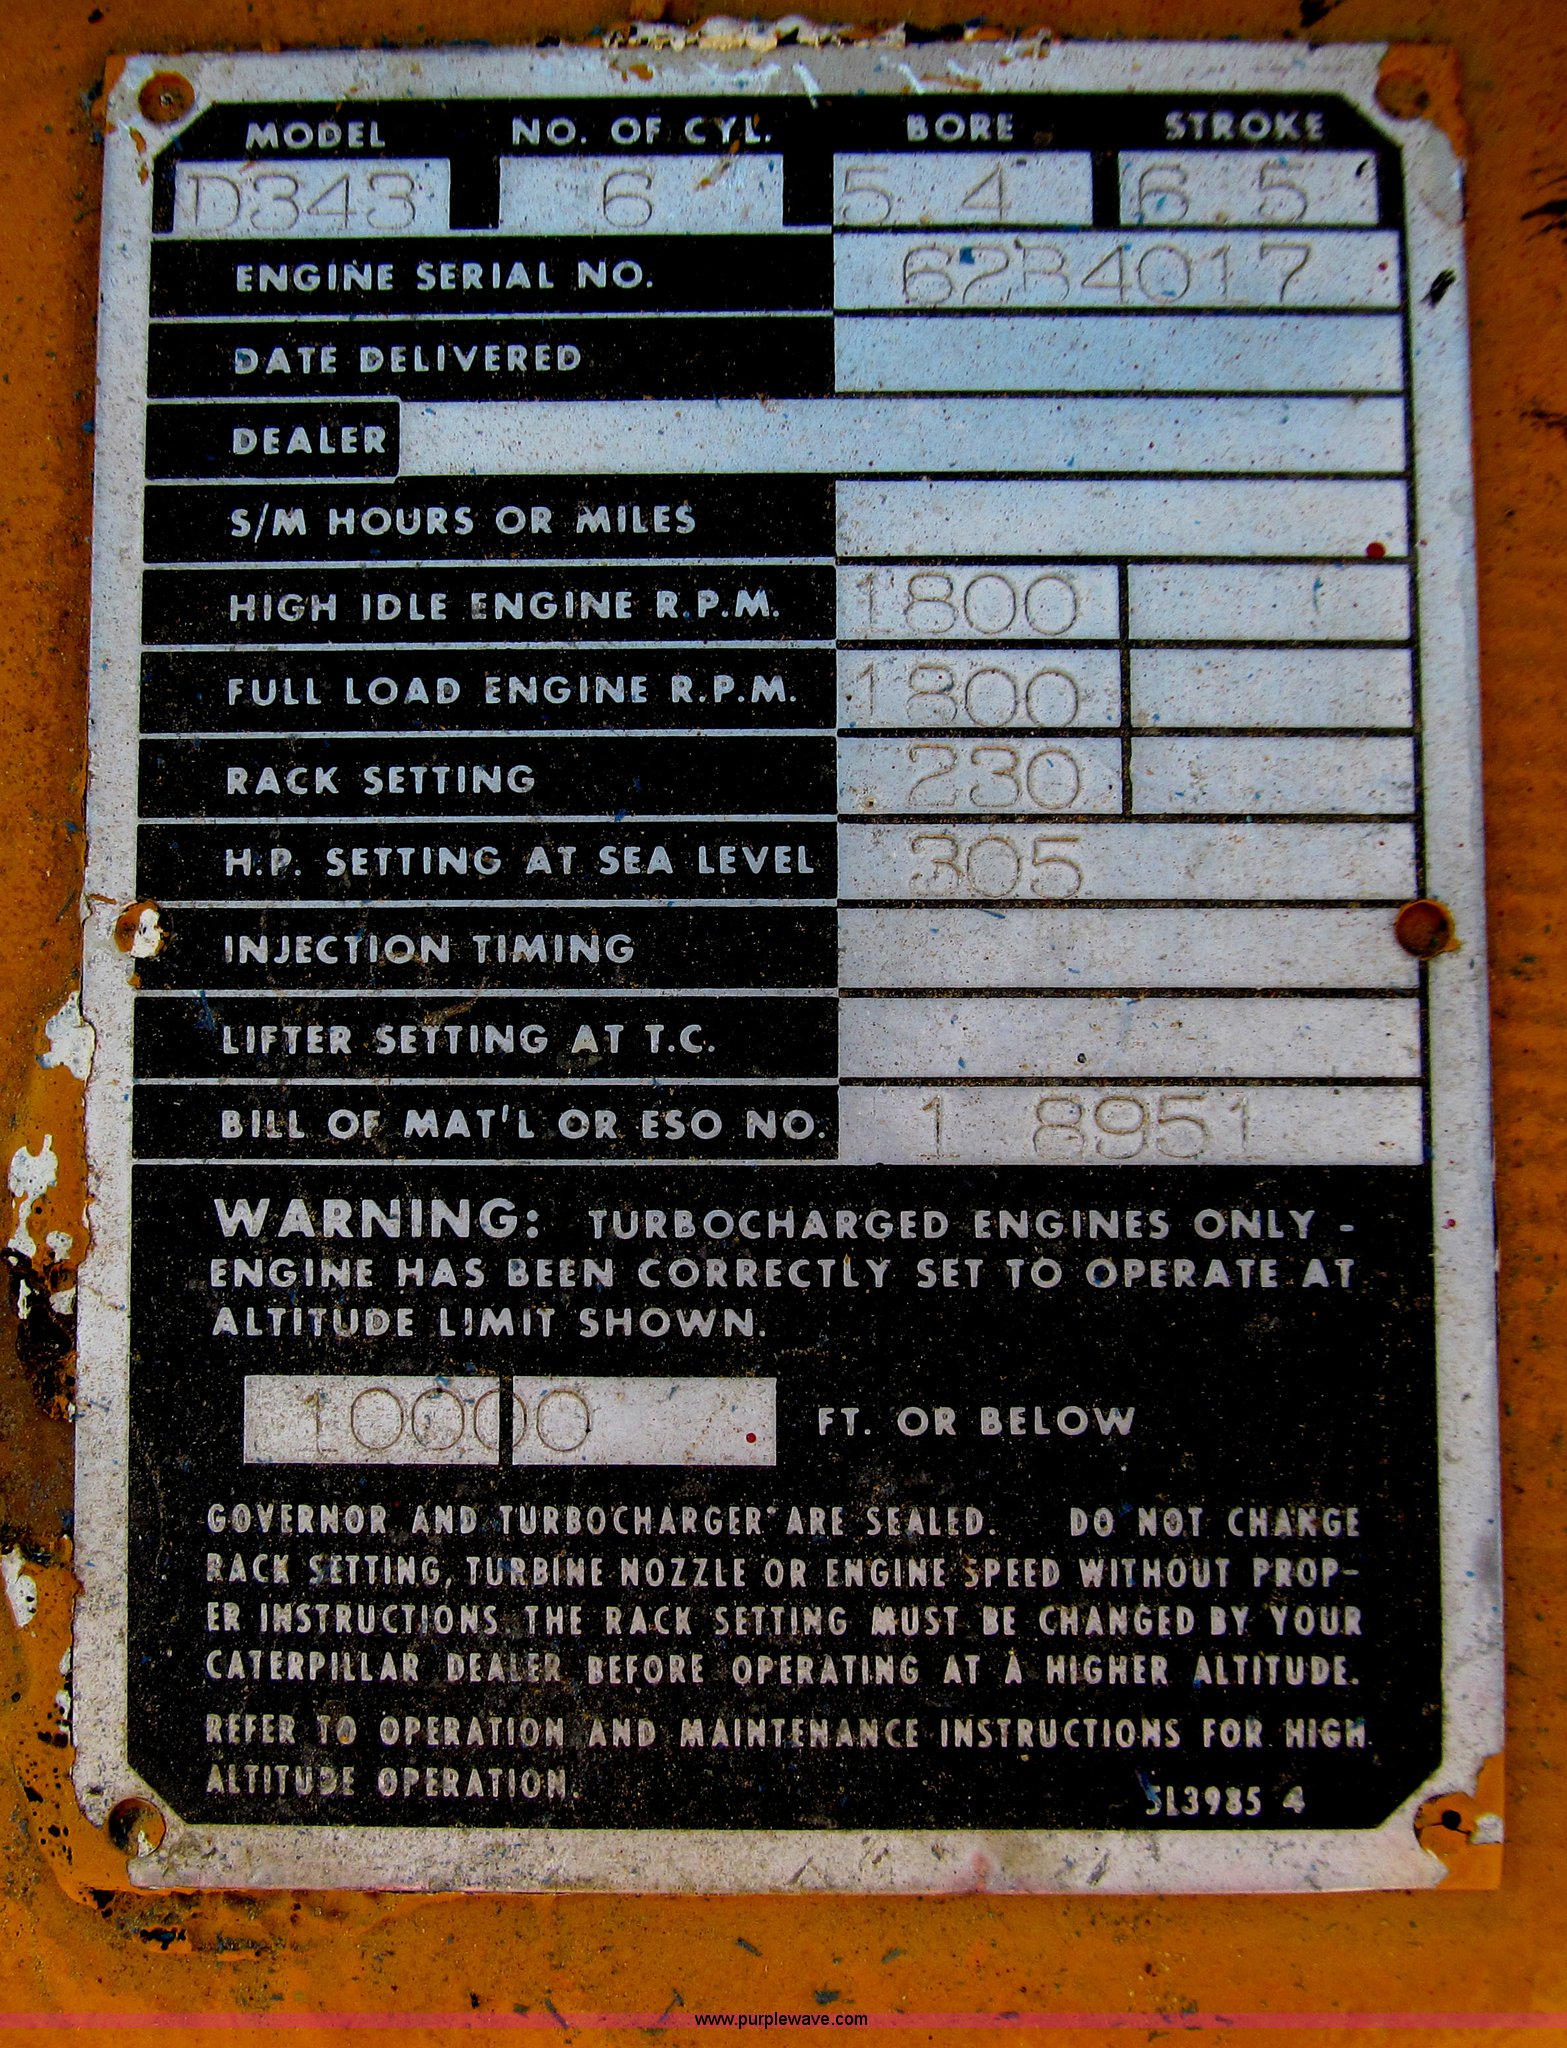 MODEL NO. OF CYL. BORE STROKE
D343 6 5.4 6.5
ENGINE SERIAL NO. 62B4017
DATE DELIVERED
DEALER
S/M HOURS OR MILES
HIGH IDLE ENGINE R.P.M. 1800
FULL LOAD ENGINE R.P.M. 1800
RACK SETTING 230
H.P. SETTING AT SEA LEVEL 305
INJECTION TIMING
LIFTER SETTING AT T.C.
BILL OF MAT'L OR ESO NO. 1 8951
WARNING: TURBOCHARGED ENGINES ONLY -
ENGINE HAS BEEN CORRECTLY SET TO OPERATE AT
ALTITUDE LIMIT SHOWN.
10000 FT. OR BELOW
GOVERNOR AND TURBOCHARGER ARE SEALED. DO NOT CHANGE
RACK SETTING, TURBINE NOZZLE OR ENGINE SPEED WITHOUT PROP-
ER INSTRUCTIONS THE RACK SETTING MUST BE CHANGED BY YOUR
CATERPILLAR DEALER BEFORE OPERATING AT A HIGHER ALTITUDE.
REFER TO OPERATION AND MAINTENANCE INSTRUCTIONS FOR HIGH
ALTITUDE OPERATION.
5L3985 4
www.purplewave.com